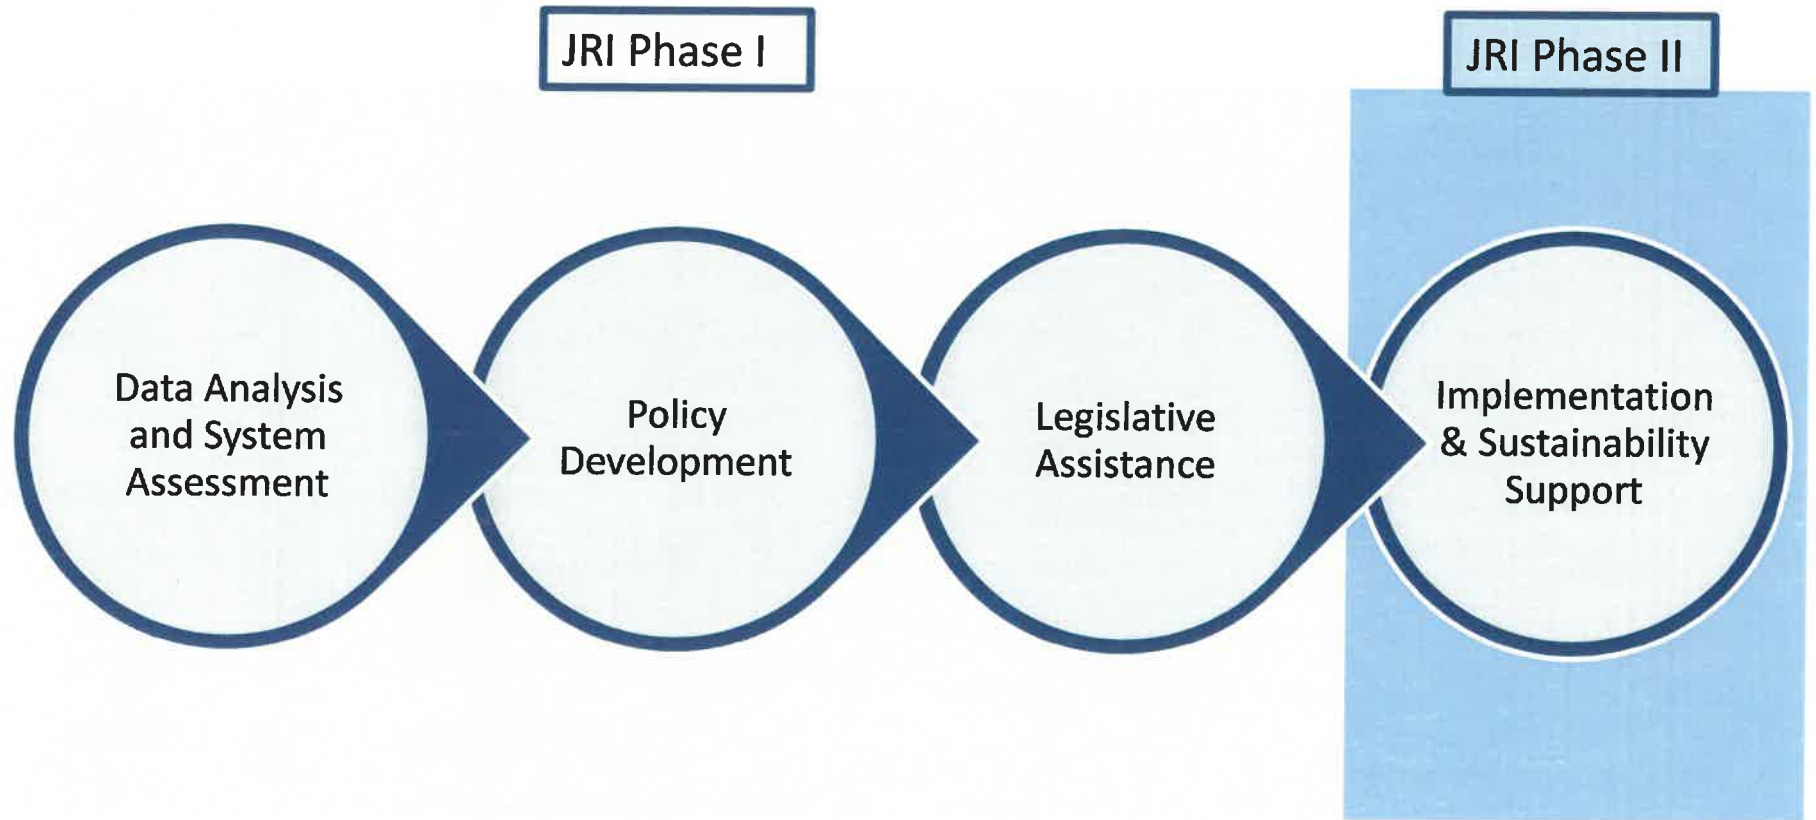 JRI Phase I
JRI Phase II
Data Analysis
and System
Assessment
Policy
Development
Legislative
Assistance
Implementation
& Sustainability
Support